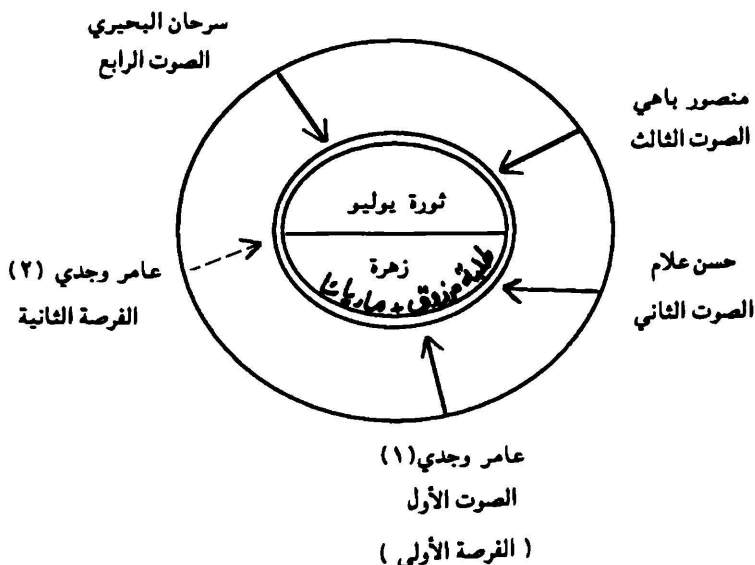 سرحان البحيري
الصوت الرابع
منصور باهي
الصوت الثالث
ثورة يوليو
زهرة
طلبة مرزوق + ماريانا
حسن علام
الصوت الثاني
عامر وجدي (٢)
الفرصة الثانية
عامر وجدي (١)
الصوت الأول
( الفرصة الأولى )